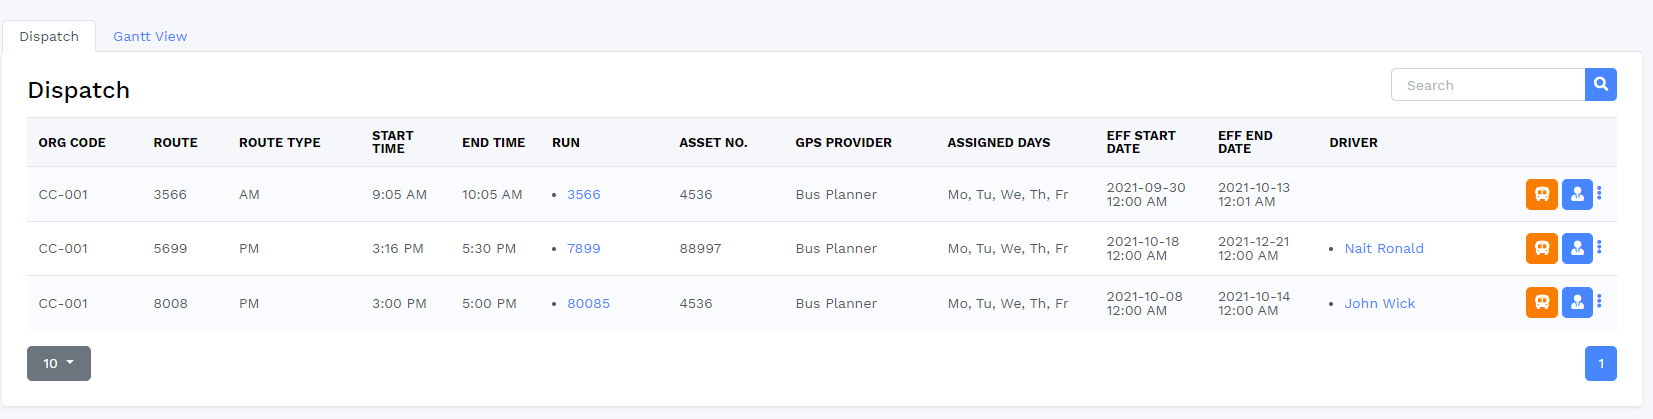 Dispatch Gantt View
Dispatch Search
ORG CODE ROUTE ROUTE TYPE START TIME END TIME RUN ASSET NO. GPS PROVIDER ASSIGNED DAYS EFF START DATE EFF END DATE DRIVER
CC-001 3566 AM 9:05 AM 10:05 AM • 3566 4536 Bus Planner Mo, Tu, We, Th, Fr 2021-09-30 12:00 AM 2021-10-13 12:01 AM
CC-001 5699 PM 3:16 PM 5:30 PM • 7899 88997 Bus Planner Mo, Tu, We, Th, Fr 2021-10-18 12:00 AM 2021-12-21 12:00 AM • Nait Ronald
CC-001 8008 PM 3:00 PM 5:00 PM • 80085 4536 Bus Planner Mo, Tu, We, Th, Fr 2021-10-08 12:00 AM 2021-10-14 12:00 AM • John Wick
10 1